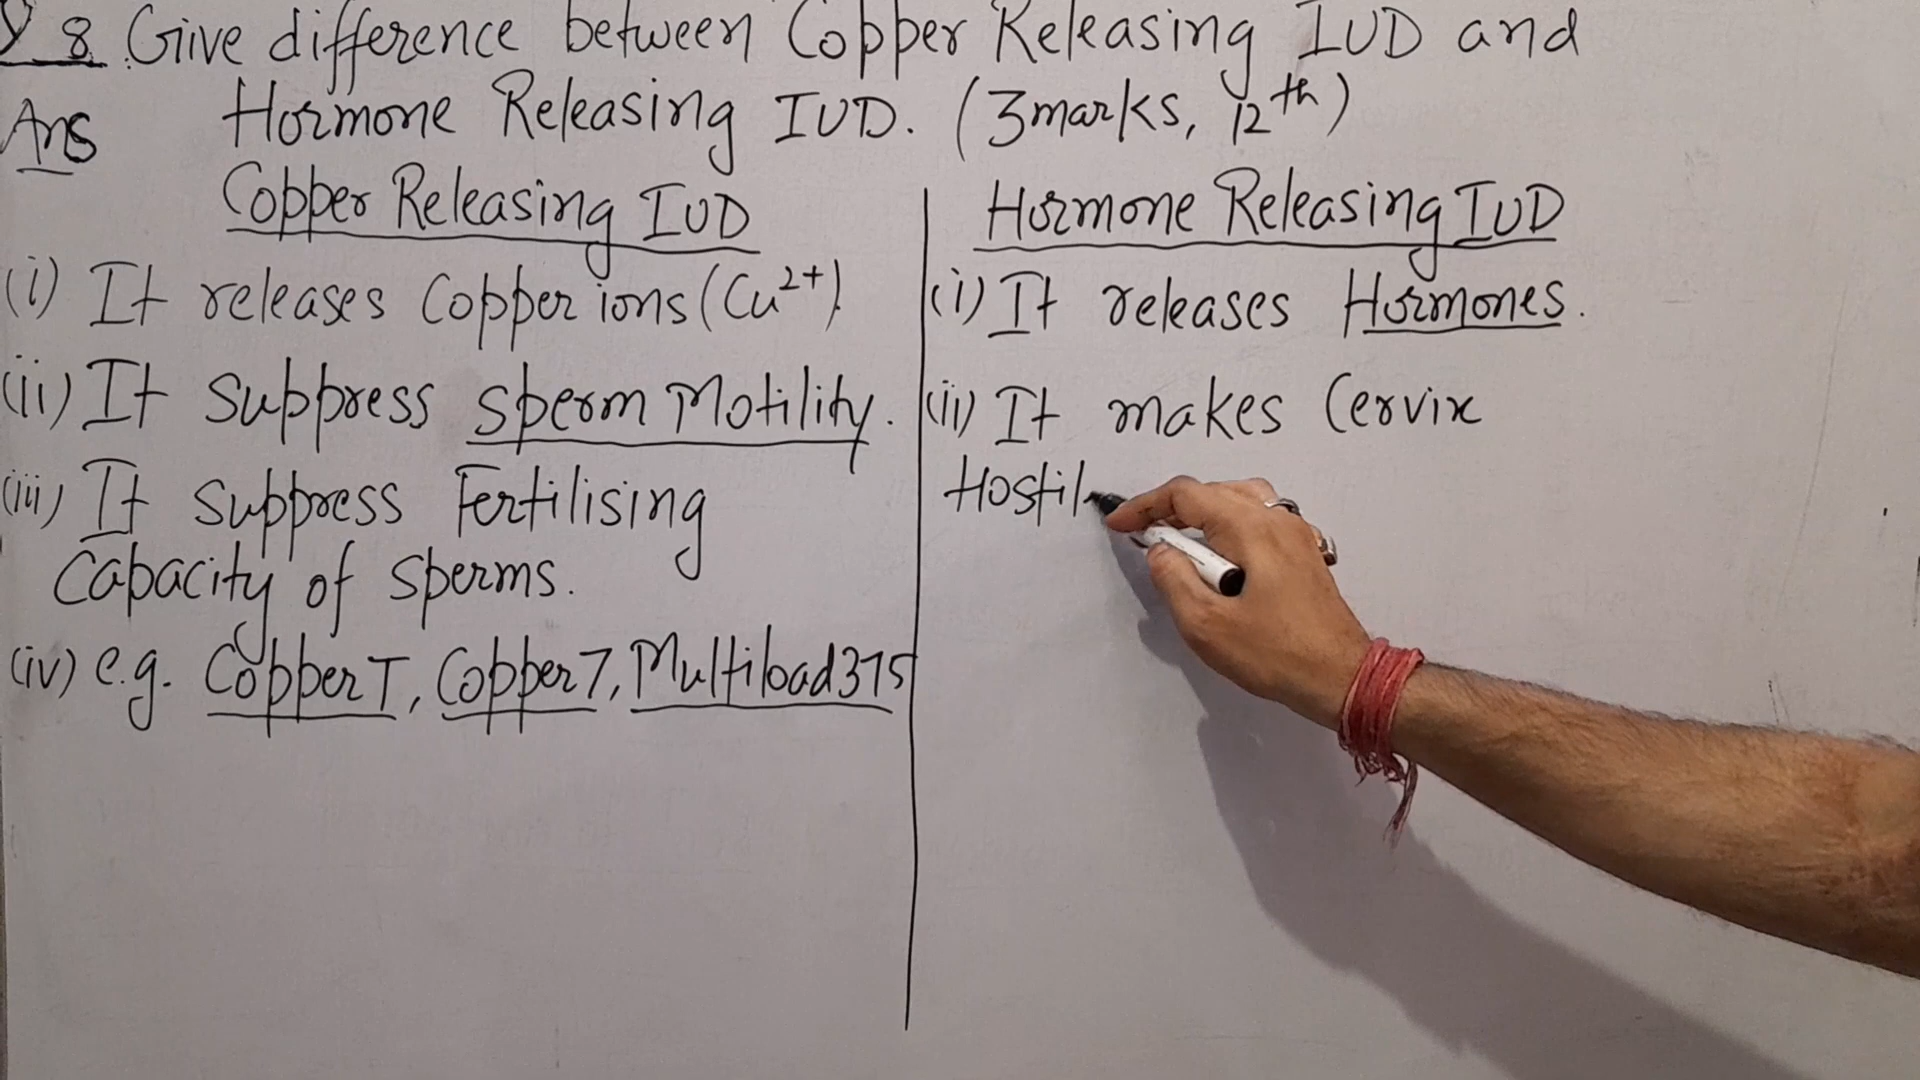 Q 8. Give difference between Copper Releasing IUD and
Ans Hormone Releasing IUD. (3marks, 12th)
Copper Releasing IUD
(i) It releases Copper ions (Cu2+).
(ii) It Suppress Sperm Motility.
(iii) It Suppress Fertilising
Capacity of Sperms.
(iv) e.g. Copper T, Copper 7, Multiload 375
Hormone Releasing IUD
(i) It releases Hormones.
(ii) It makes Cervix
Hostil